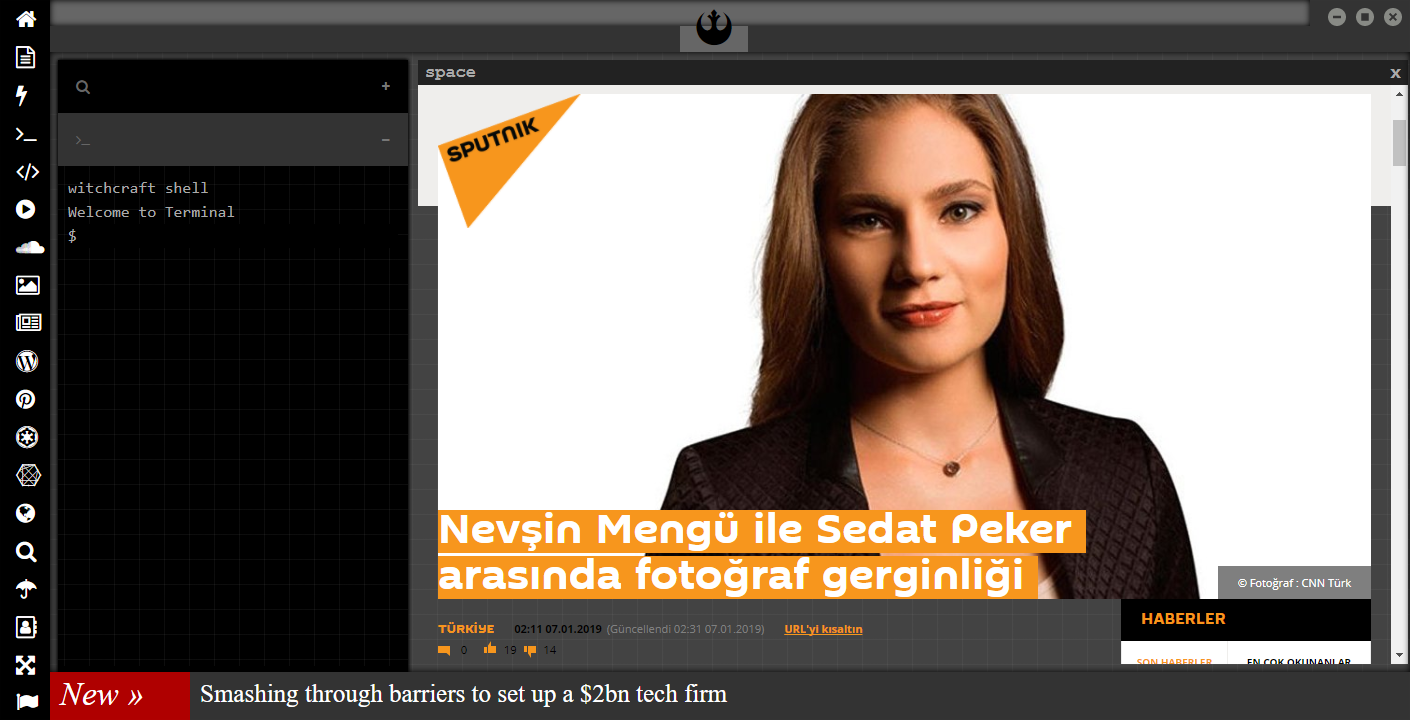 space
x
+
>_
−
witchcraft shell
Welcome to Terminal
$
SPUTNIK
Nevşin Mengü ile Sedat Peker
arasında fotoğraf gerginliği
© Fotoğraf : CNN Türk
TÜRKİYE 02:11 07.01.2019 (Güncellendi 02:31 07.01.2019) URL'yi kısaltın
0 19 14
HABERLER
SON HABERLER EN ÇOK OKUNANLAR
New » Smashing through barriers to set up a $2bn tech firm